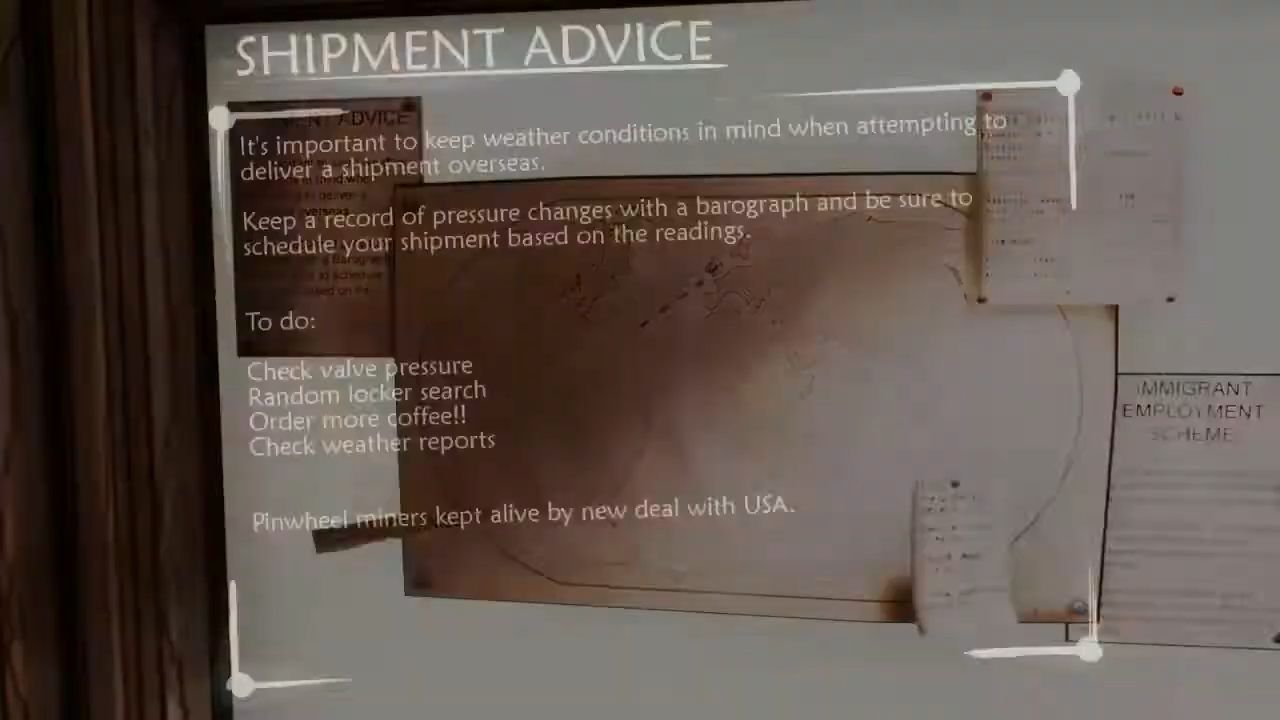 SHIPMENT ADVICE
It's important to keep weather conditions in mind when attempting to
deliver a shipment overseas.
Keep a record of pressure changes with a barograph and be sure to
schedule your shipment based on the readings.
To do:
Check valve pressure
Random locker search
Order more coffee!!
Check weather reports
Pinwheel miners kept alive by new deal with USA.
IMMIGRANT
EMPLOYMENT
SCHEME